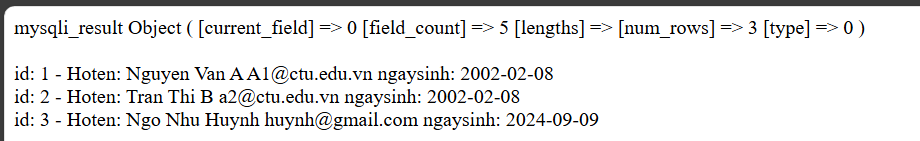 mysqli_result Object ( [current_field] => 0 [field_count] => 5 [lengths] => [num_rows] => 3 [type] => 0 )
id: 1 - Hoten: Nguyen Van A A1@ctu.edu.vn ngaysinh: 2002-02-08
id: 2 - Hoten: Tran Thi B a2@ctu.edu.vn ngaysinh: 2002-02-08
id: 3 - Hoten: Ngo Nhu Huynh huynh@gmail.com ngaysinh: 2024-09-09